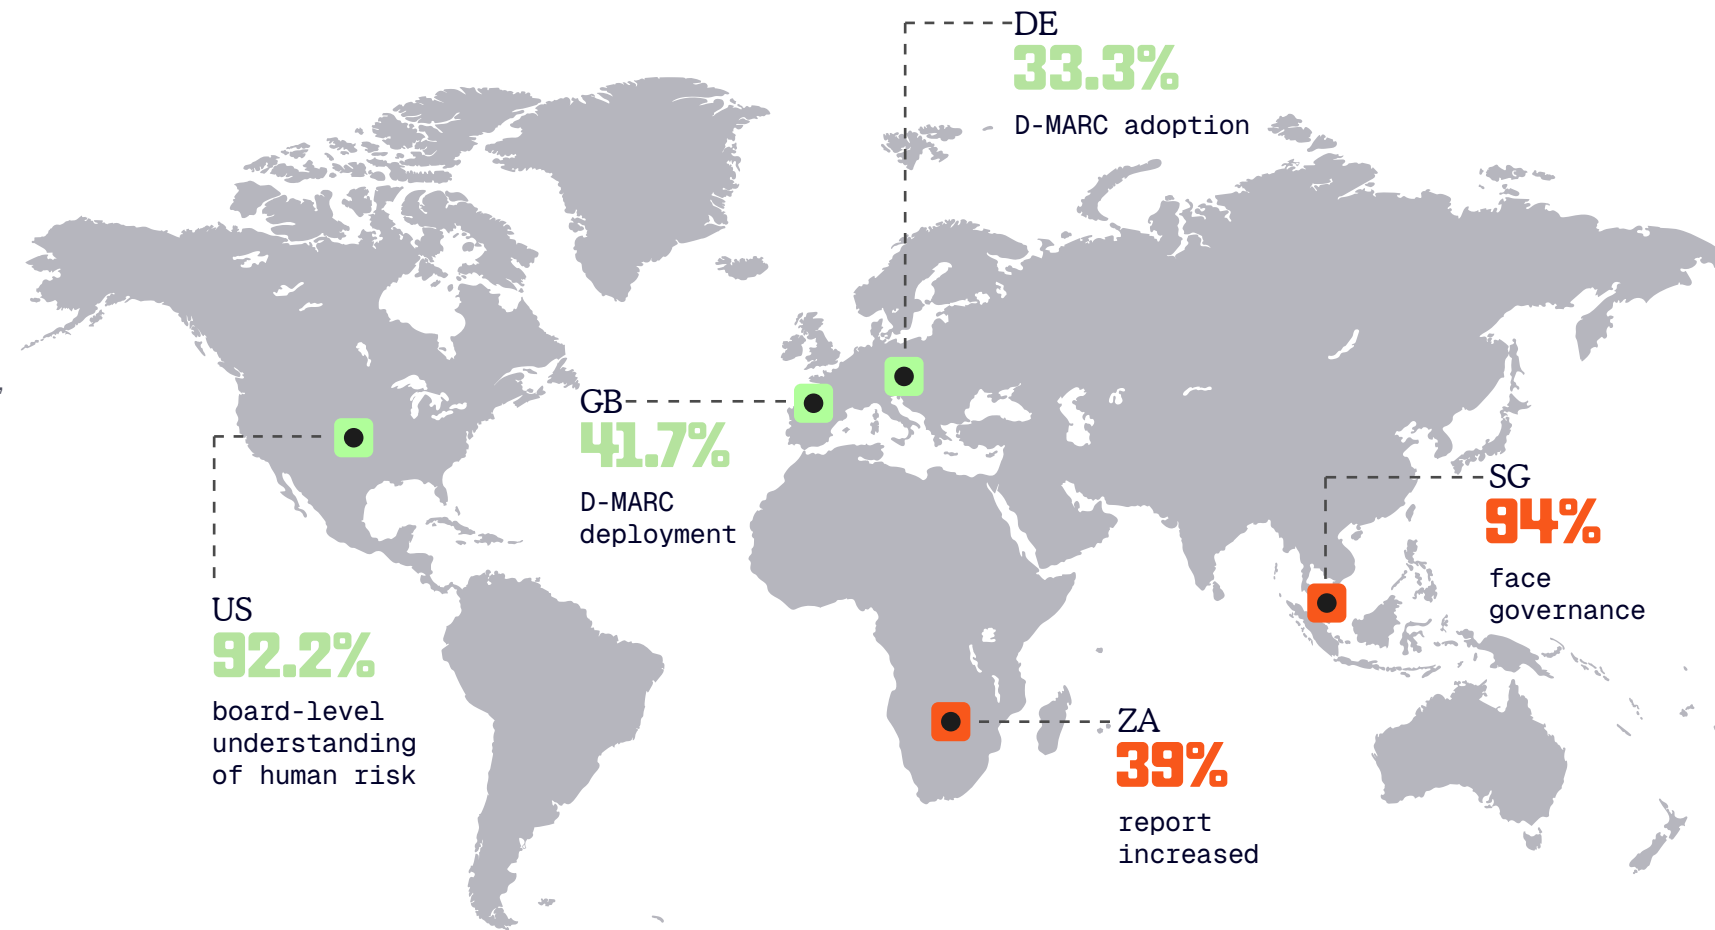 DE
33.3%
D-MARC adoption
GB
41.7%
D-MARC
deployment
SG
94%
face
governance
US
92.2%
board-level
understanding
of human risk
ZA
39%
report
increased